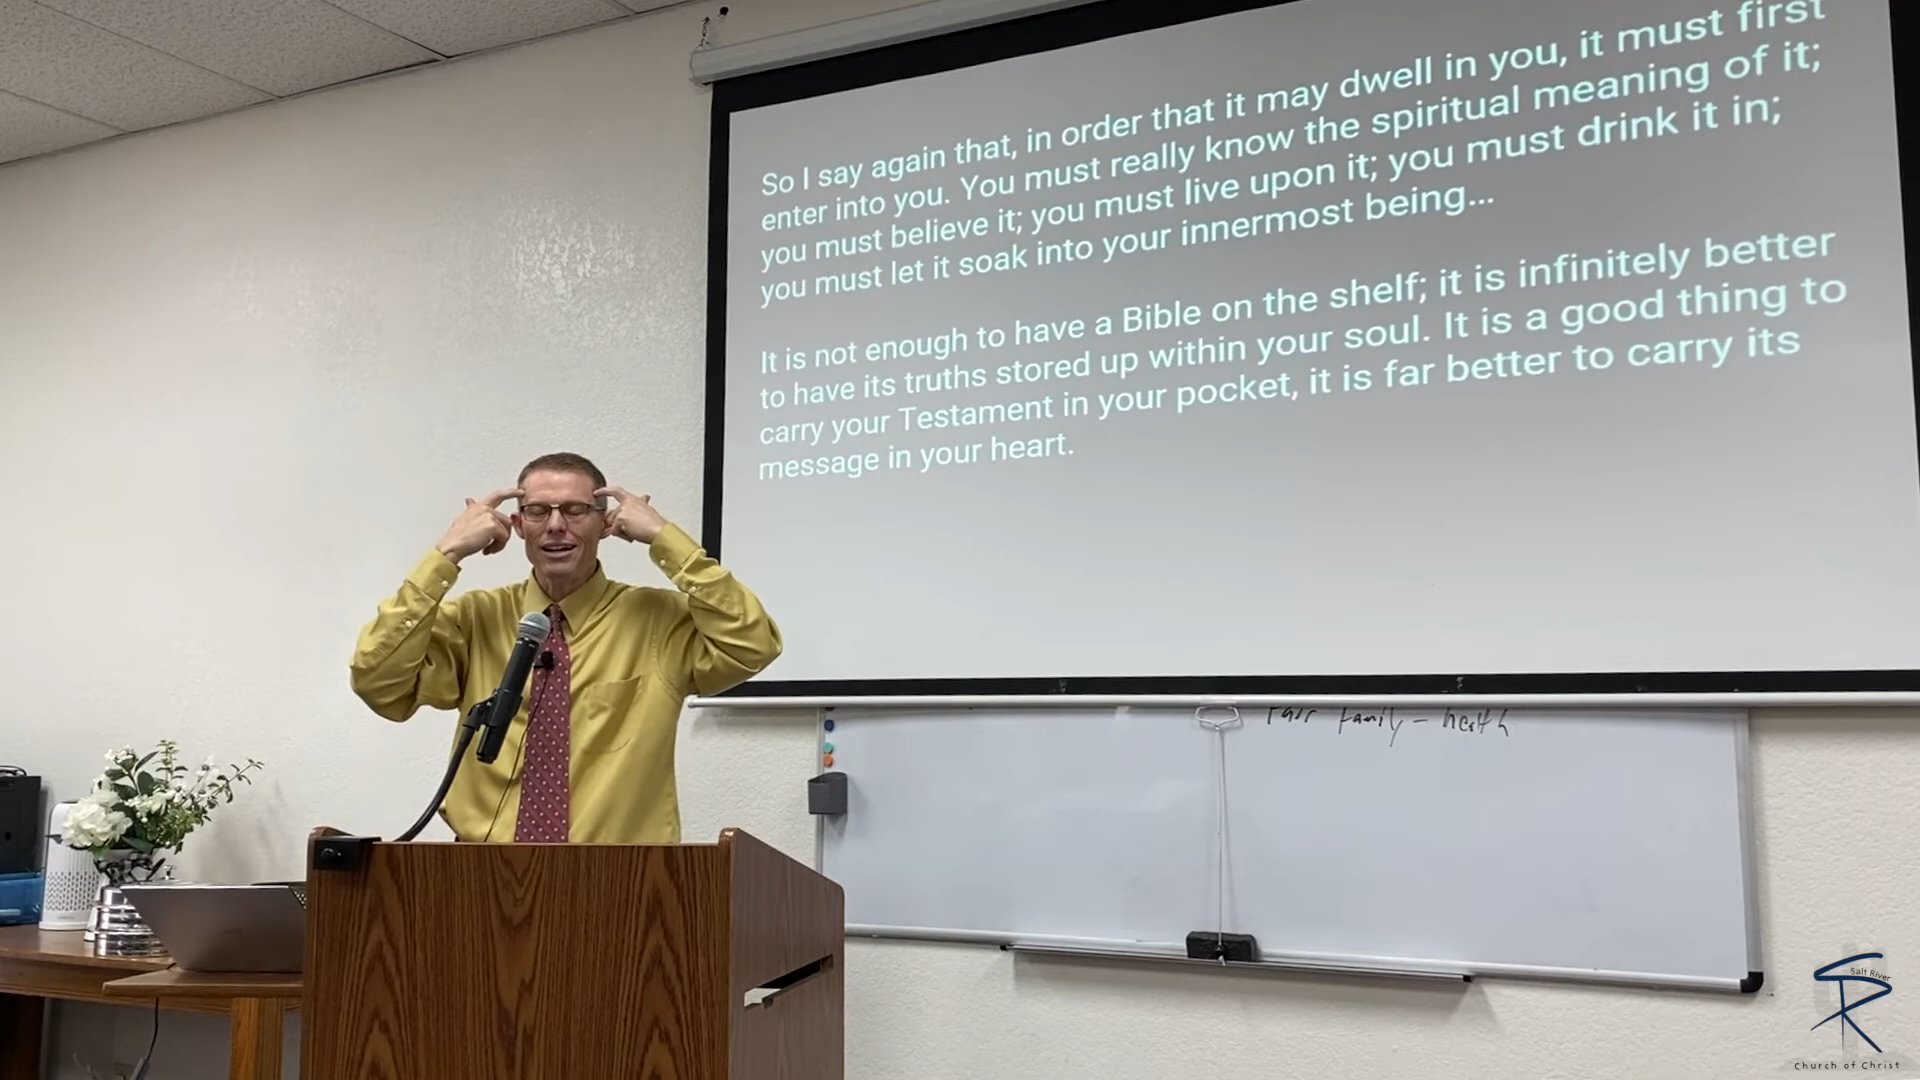 So I say again that, in order that it may dwell in you, it must first
enter into you. You must really know the spiritual meaning of it;
you must believe it; you must live upon it; you must drink it in;
you must let it soak into your innermost being...
It is not enough to have a Bible on the shelf; it is infinitely better
to have its truths stored up within your soul. It is a good thing to
carry your Testament in your pocket, it is far better to carry its
message in your heart.
family - health
Salt River
Church of Christ